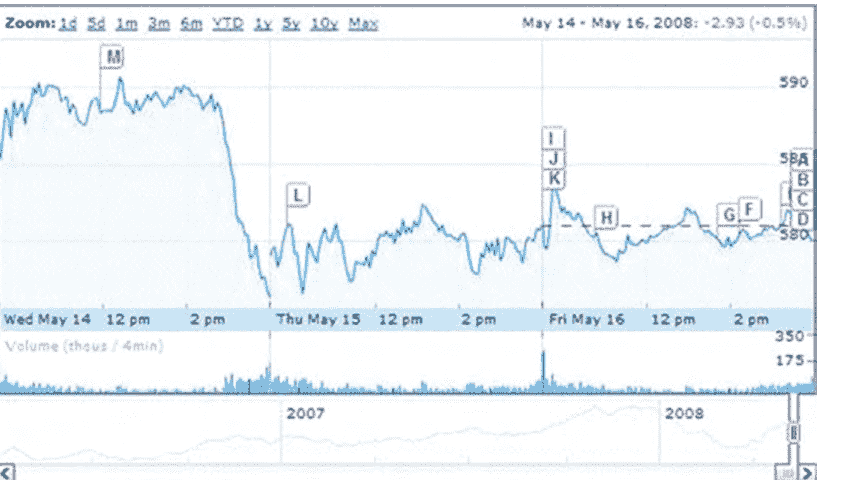 Zoom: 1d 5d 1m 3m 6m YTD 1y 5y 10y Max
May 14 - May 16, 2008: -2.93 (-0.5%)
M
590
I
585 A
J
K
B
L
C
H
G
F
D
580
Wed May 14 12 pm 2 pm Thu May 15 12 pm 2 pm Fri May 16 12 pm 2 pm
Volume (thous / 4min)
350
175
2007
2008